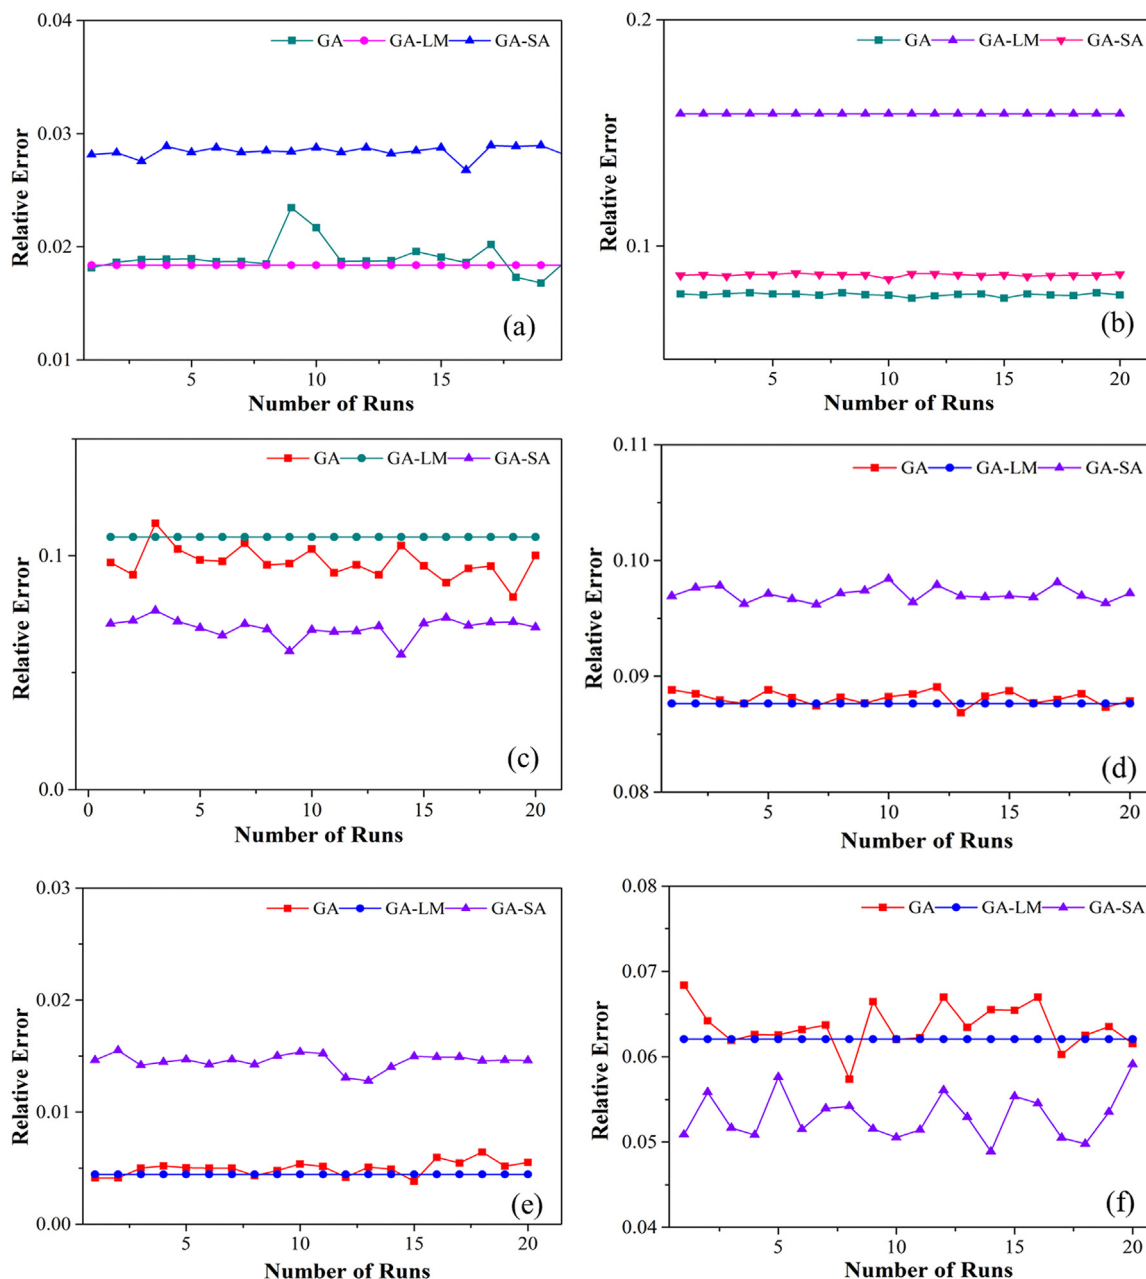 0.04
GA GA-LM GA-SA
0.03
0.02
0.01
Relative Error
(a)
5 10 15
Number of Runs
0.2
GA GA-LM GA-SA
0.1
Relative Error
(b)
5 10 15 20
Number of Runs
GA GA-LM GA-SA
0.1
0.0
Relative Error
(c)
0 5 10 15 20
Number of Runs
0.11
GA GA-LM GA-SA
0.10
0.09
0.08
Relative Error
(d)
5 10 15 20
Number of Runs
0.03
GA GA-LM GA-SA
0.02
0.01
0.00
Relative Error
(e)
5 10 15 20
Number of Runs
0.08
GA GA-LM GA-SA
0.07
0.06
0.05
0.04
Relative Error
(f)
5 10 15 20
Number of Runs